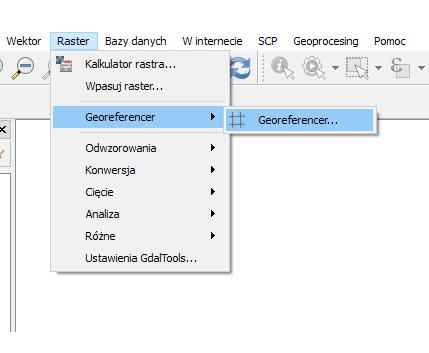 Wektor Raster Bazy danych W internecie SCP Geoprocesing Pomoc
Kalkulator rastra...
Wpasuj raster...
Georeferencer
Georeferencer...
Odwzorowania
Konwersja
Cięcie
Analiza
Różne
Ustawienia GdalTools...